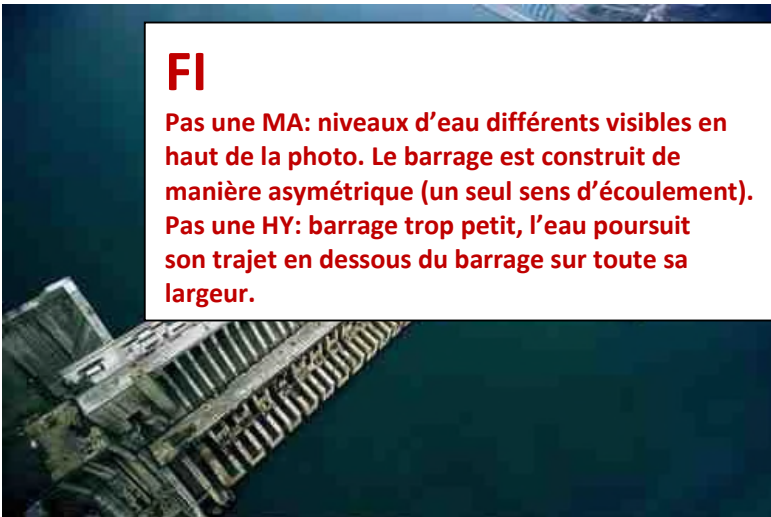 FI
Pas une MA: niveaux d’eau différents visibles en
haut de la photo. Le barrage est construit de
manière asymétrique (un seul sens d’écoulement).
Pas une HY: barrage trop petit, l’eau poursuit
son trajet en dessous du barrage sur toute sa
largeur.